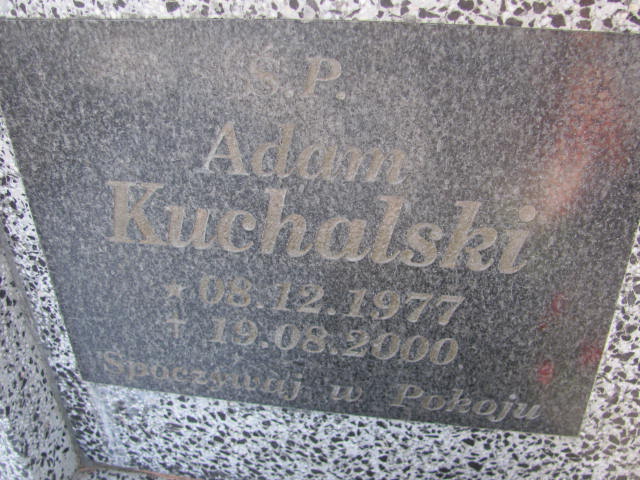 Ś.P.
Adam
Kuchalski
* 08.12.1977
+ 19.08.2000
Spoczywaj w Pokoju